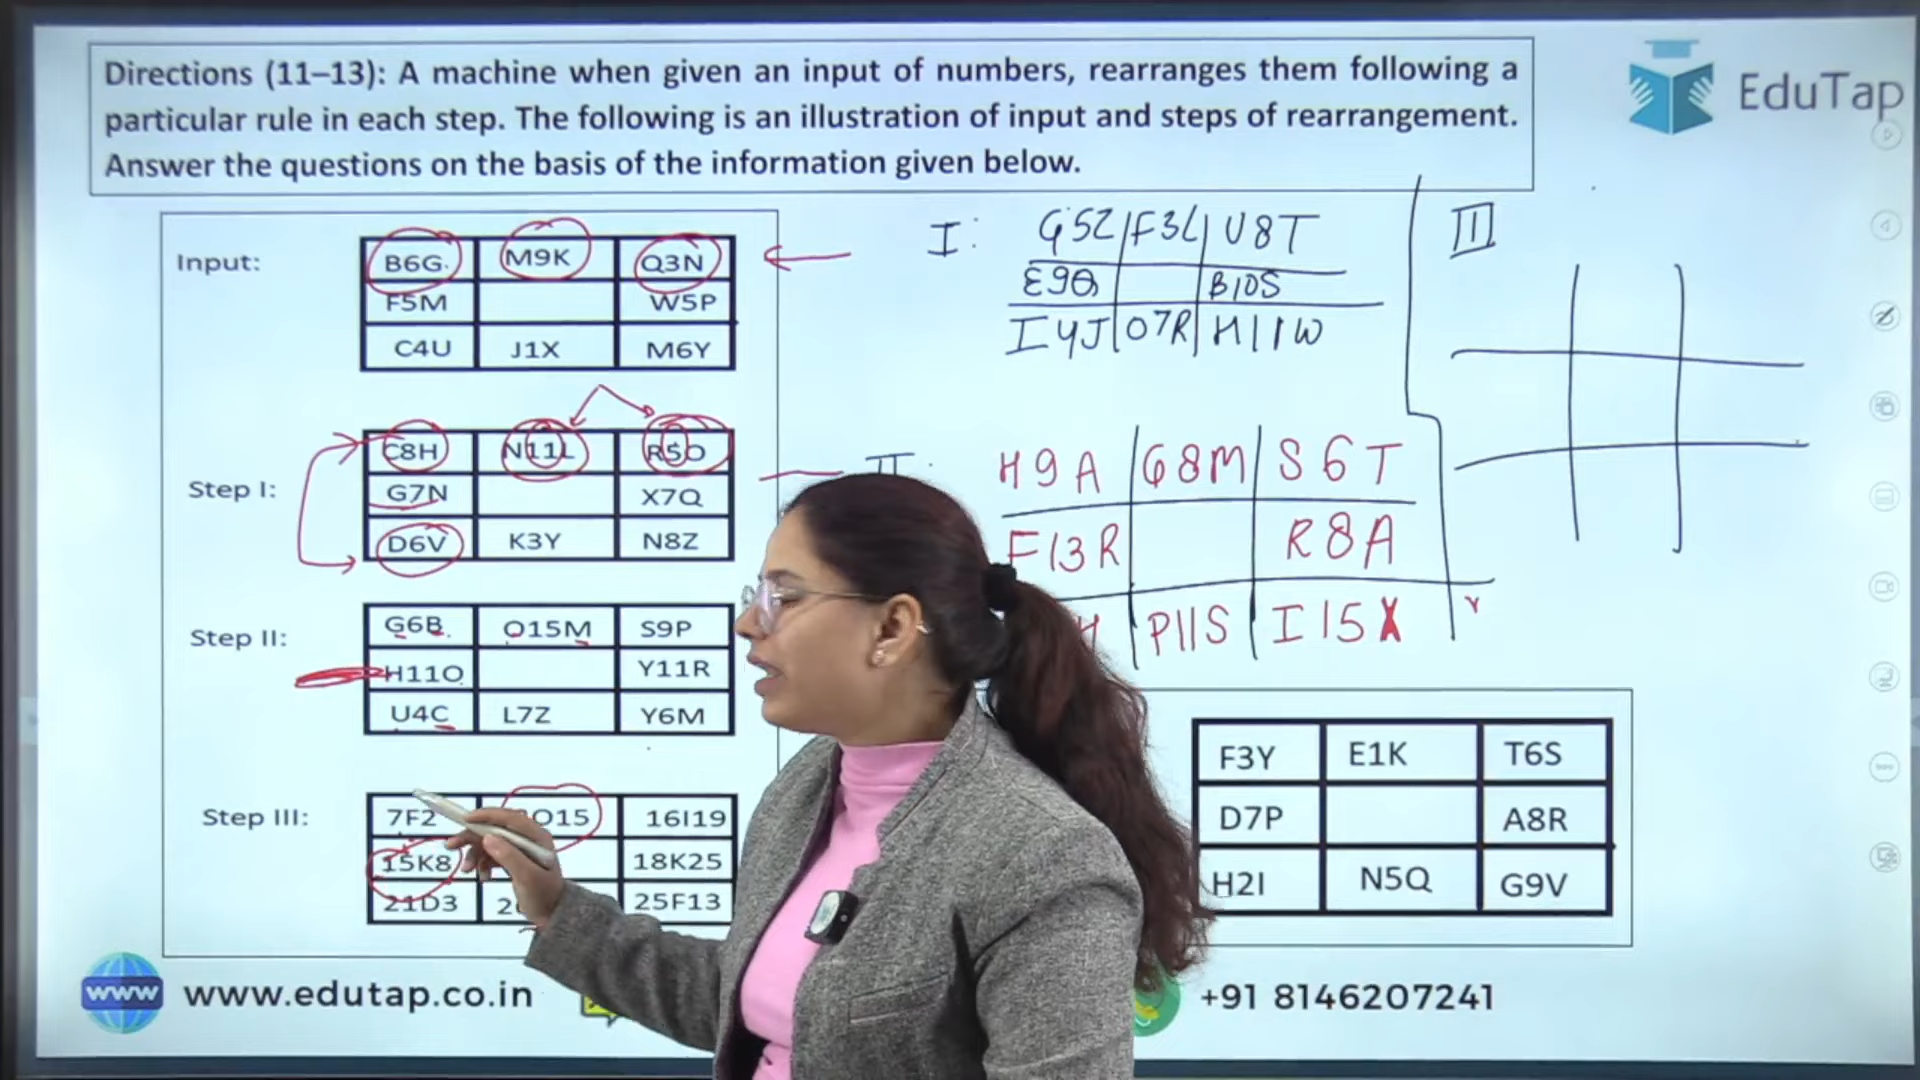 Directions (11–13): A machine when given an input of numbers, rearranges them following a
particular rule in each step. The following is an illustration of input and steps of rearrangement.
Answer the questions on the basis of the information given below.
EduTap
Input:
B6G M9K Q3N
F5M W5P
C4U J1X M6Y
Step I:
C8H N11L R5O
G7N X7Q
D6V K3Y N8Z
Step II:
G6B O15M S9P
H11O Y11R
U4C L7Z Y6M
Step III:
7F2 O15 16I19
15K8 18K25
21D3 25F13
I: G5Z F3L U8T
E9Q B10S
I4J O7R H11W
II:
H9A G8M S6T
F13R R8A
P11S I15X Y
III
F3Y E1K T6S
D7P A8R
H2I N5Q G9V
www www.edutap.co.in
+91 8146207241